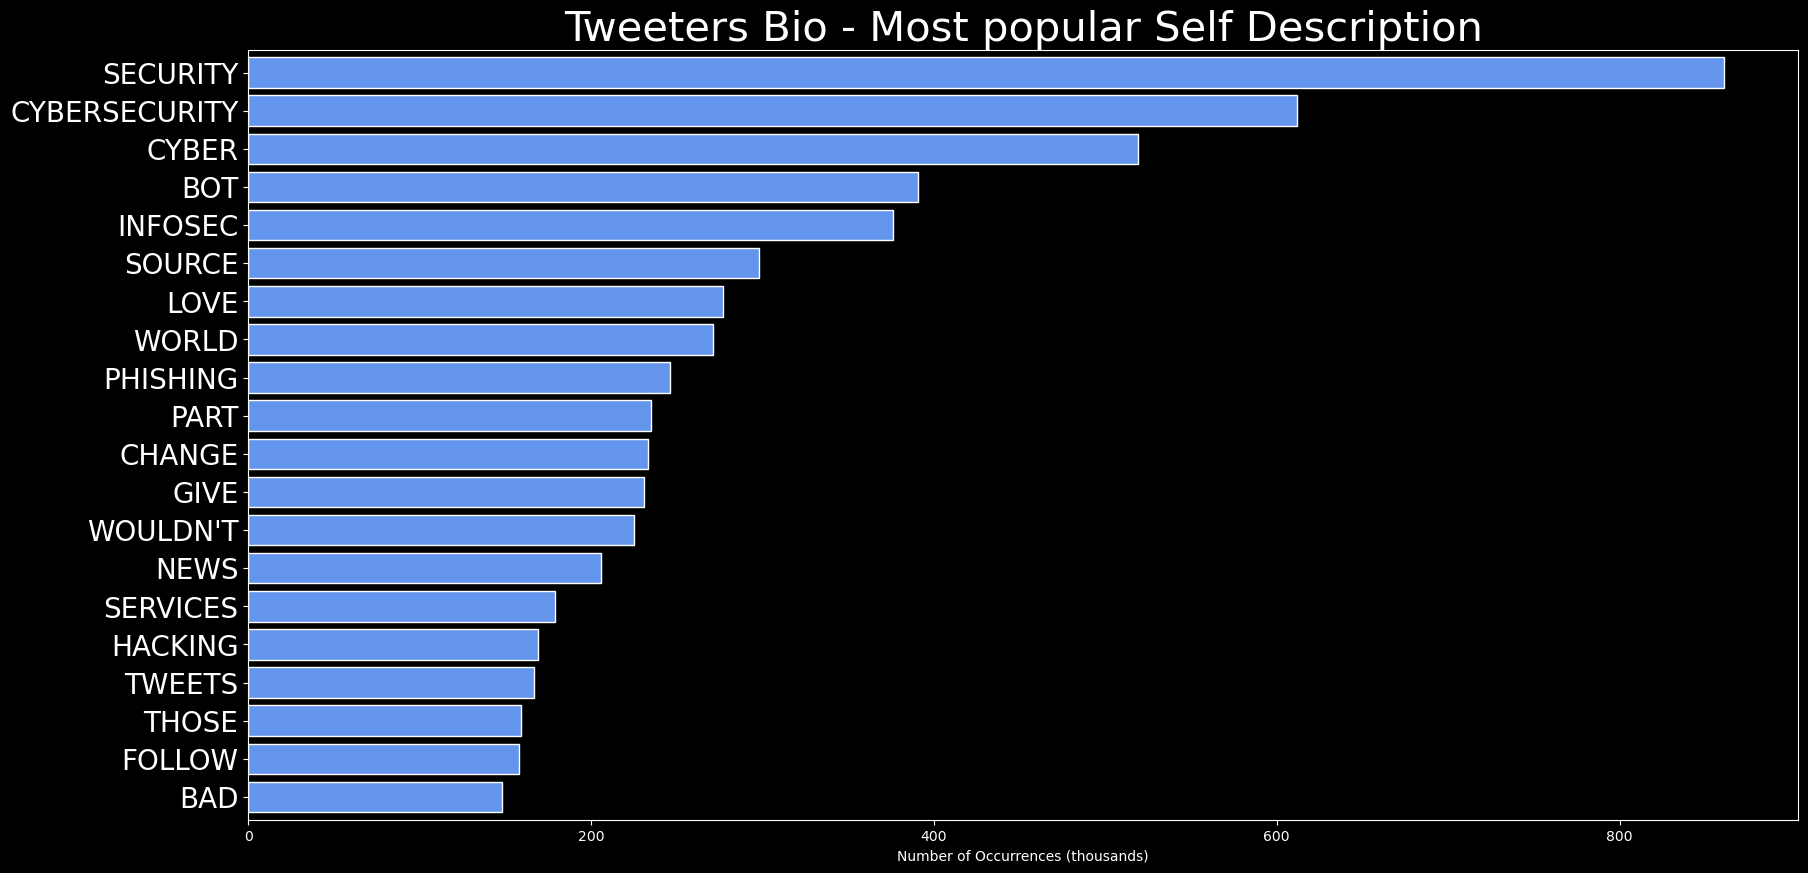 Tweeters Bio - Most popular Self Description
SECURITY
CYBERSECURITY
CYBER
BOT
INFOSEC
SOURCE
LOVE
WORLD
PHISHING
PART
CHANGE
GIVE
WOULDN'T
NEWS
SERVICES
HACKING
TWEETS
THOSE
FOLLOW
BAD
0 200 400 600 800
Number of Occurrences (thousands)